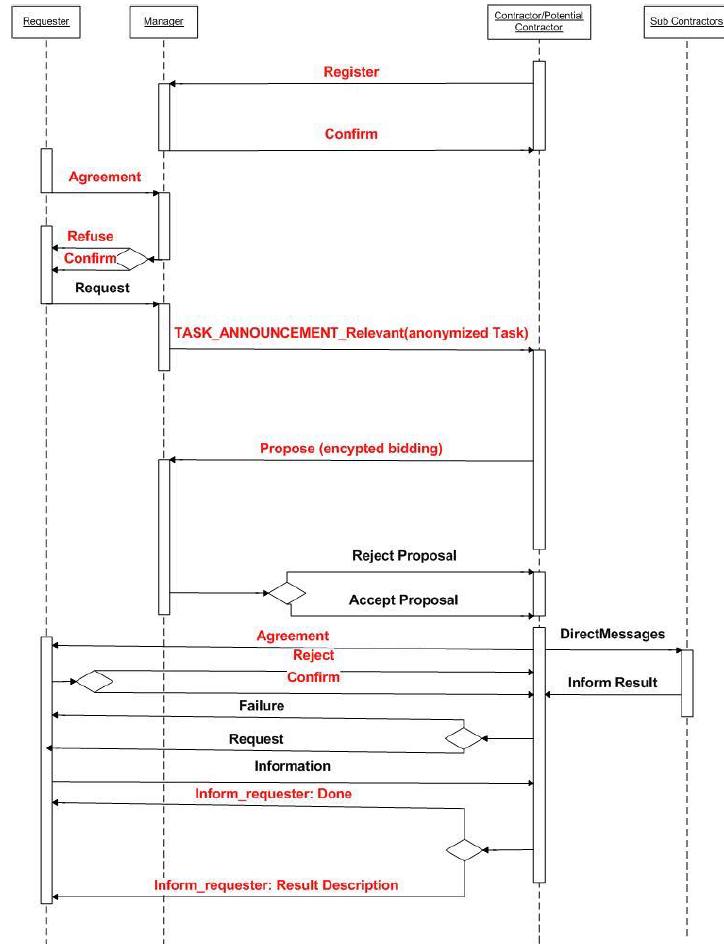 Requester
Manager
Contractor/Potential
Contractor
Sub Contractors
Register
Confirm
Agreement
Refuse
Confirm
Request
TASK_ANNOUNCEMENT_Relevant(anonymized Task)
Propose (encypted bidding)
Reject Proposal
Accept Proposal
Agreement
DirectMessages
Reject
Confirm
Inform Result
Failure
Request
Information
Inform_requester: Done
Inform_requester: Result Description